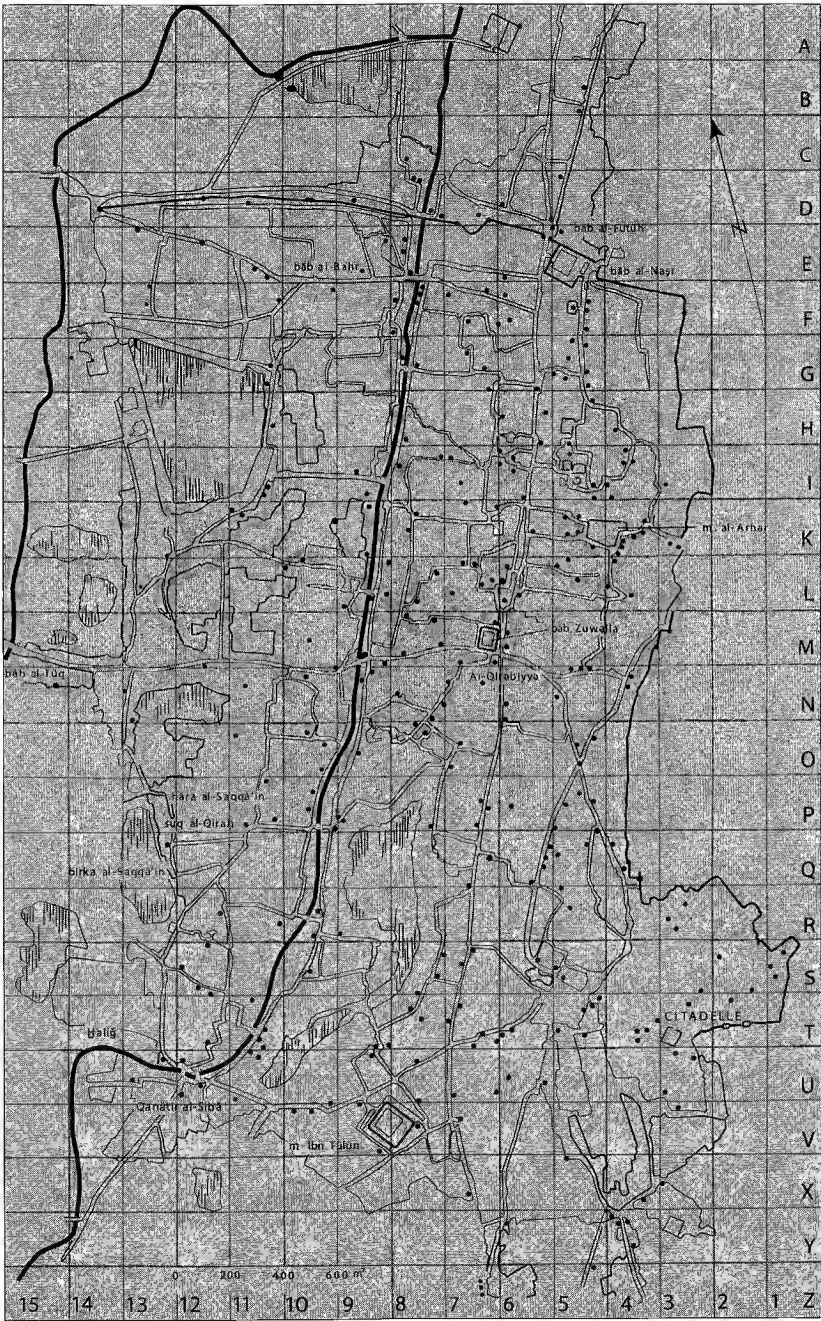 A
B
C
D
bāb al-Futūḥ
E
bāb al-Baḥr
bāb al-Naṣr
F
G
H
I
m. al-Azhar
K
L
bāb Zuwaila
M
bāb al-Lūq
Al-Qirabiyya
N
O
ḥāra al-Saqqā'īn
sūq al-Qirab
P
birka al-Saqqā'īn
Q
R
S
CITADELLE
Ḫalīǧ
T
U
Qanāṭir al-Sibā'
m. Ibn Ṭūlūn
V
X
Y
0 200 400 600 m
Z
15 14 13 12 11 10 9 8 7 6 5 4 3 2 1
N